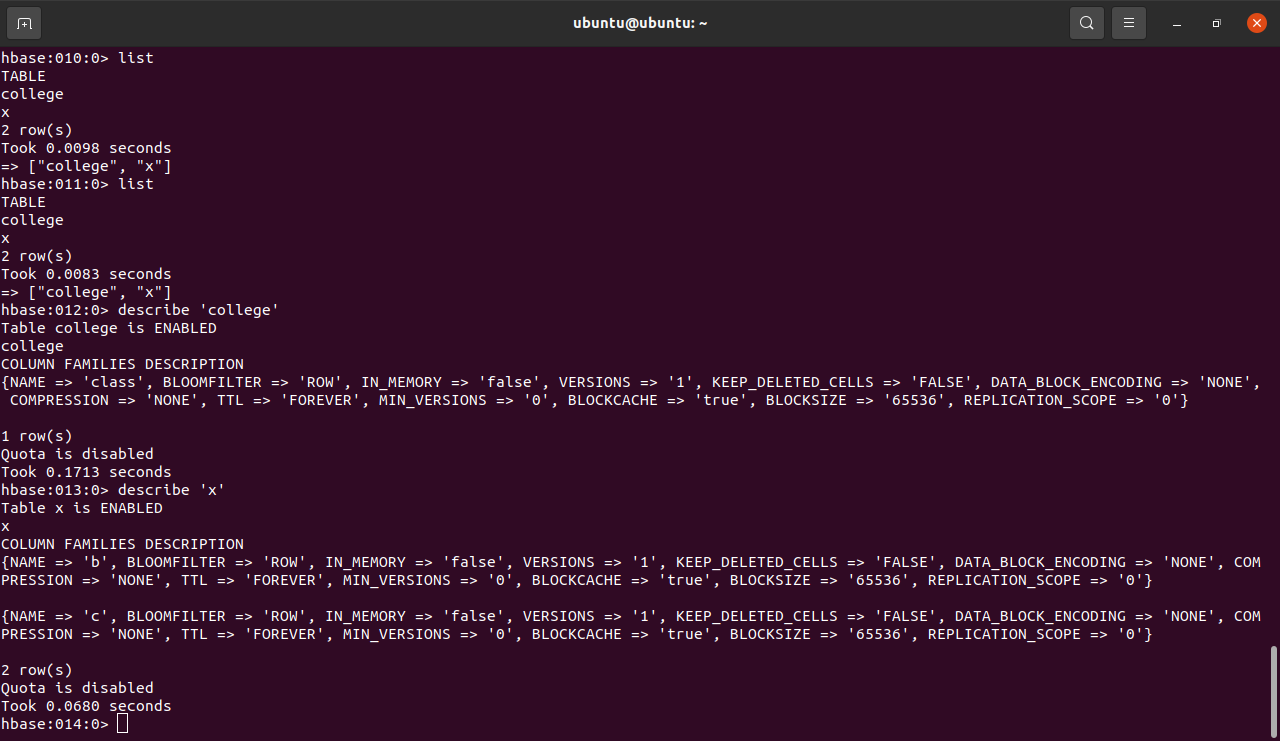 ubuntu@ubuntu: ~
hbase:010:0> list
TABLE
college
x
2 row(s)
Took 0.0098 seconds
=> ["college", "x"]
hbase:011:0> list
TABLE
college
x
2 row(s)
Took 0.0083 seconds
=> ["college", "x"]
hbase:012:0> describe 'college'
Table college is ENABLED
college
COLUMN FAMILIES DESCRIPTION
{NAME => 'class', BLOOMFILTER => 'ROW', IN_MEMORY => 'false', VERSIONS => '1', KEEP_DELETED_CELLS => 'FALSE', DATA_BLOCK_ENCODING => 'NONE',
 COMPRESSION => 'NONE', TTL => 'FOREVER', MIN_VERSIONS => '0', BLOCKCACHE => 'true', BLOCKSIZE => '65536', REPLICATION_SCOPE => '0'}
1 row(s)
Quota is disabled
Took 0.1713 seconds
hbase:013:0> describe 'x'
Table x is ENABLED
x
COLUMN FAMILIES DESCRIPTION
{NAME => 'b', BLOOMFILTER => 'ROW', IN_MEMORY => 'false', VERSIONS => '1', KEEP_DELETED_CELLS => 'FALSE', DATA_BLOCK_ENCODING => 'NONE', COM
PRESSION => 'NONE', TTL => 'FOREVER', MIN_VERSIONS => '0', BLOCKCACHE => 'true', BLOCKSIZE => '65536', REPLICATION_SCOPE => '0'}
{NAME => 'c', BLOOMFILTER => 'ROW', IN_MEMORY => 'false', VERSIONS => '1', KEEP_DELETED_CELLS => 'FALSE', DATA_BLOCK_ENCODING => 'NONE', COM
PRESSION => 'NONE', TTL => 'FOREVER', MIN_VERSIONS => '0', BLOCKCACHE => 'true', BLOCKSIZE => '65536', REPLICATION_SCOPE => '0'}
2 row(s)
Quota is disabled
Took 0.0680 seconds
hbase:014:0>